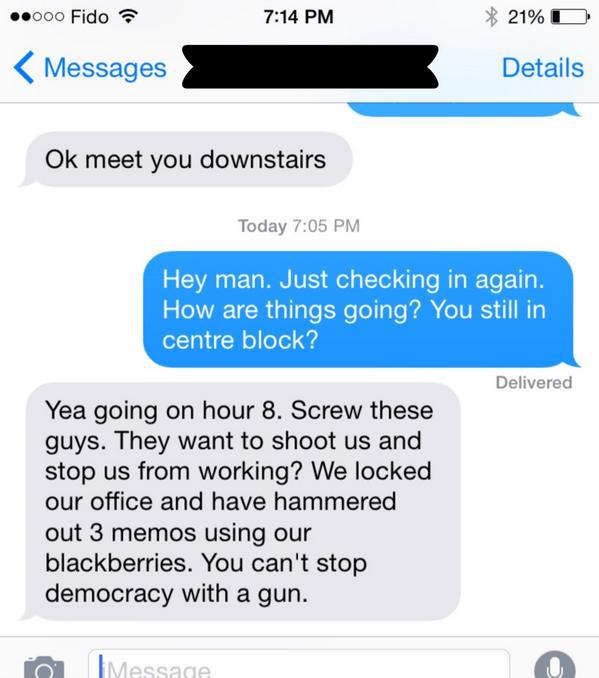 Fido 7:14 PM 21%
Messages Details
Ok meet you downstairs
Today 7:05 PM
Hey man. Just checking in again.
How are things going? You still in
centre block?
Delivered
Yea going on hour 8. Screw these
guys. They want to shoot us and
stop us from working? We locked
our office and have hammered
out 3 memos using our
blackberries. You can't stop
democracy with a gun.
iMessage